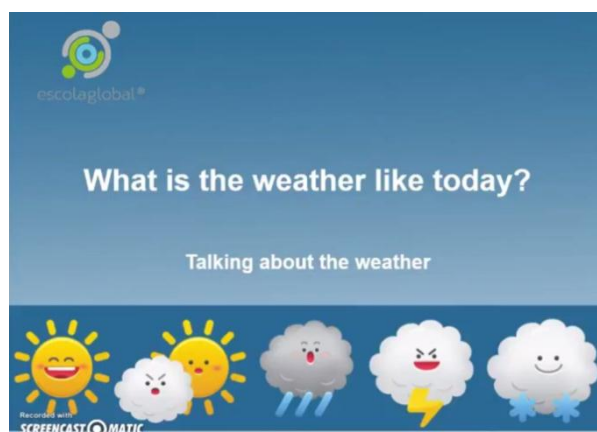 escolaglobal®
What is the weather like today?
Talking about the weather
Recorded with
SCREENCAST-O-MATIC